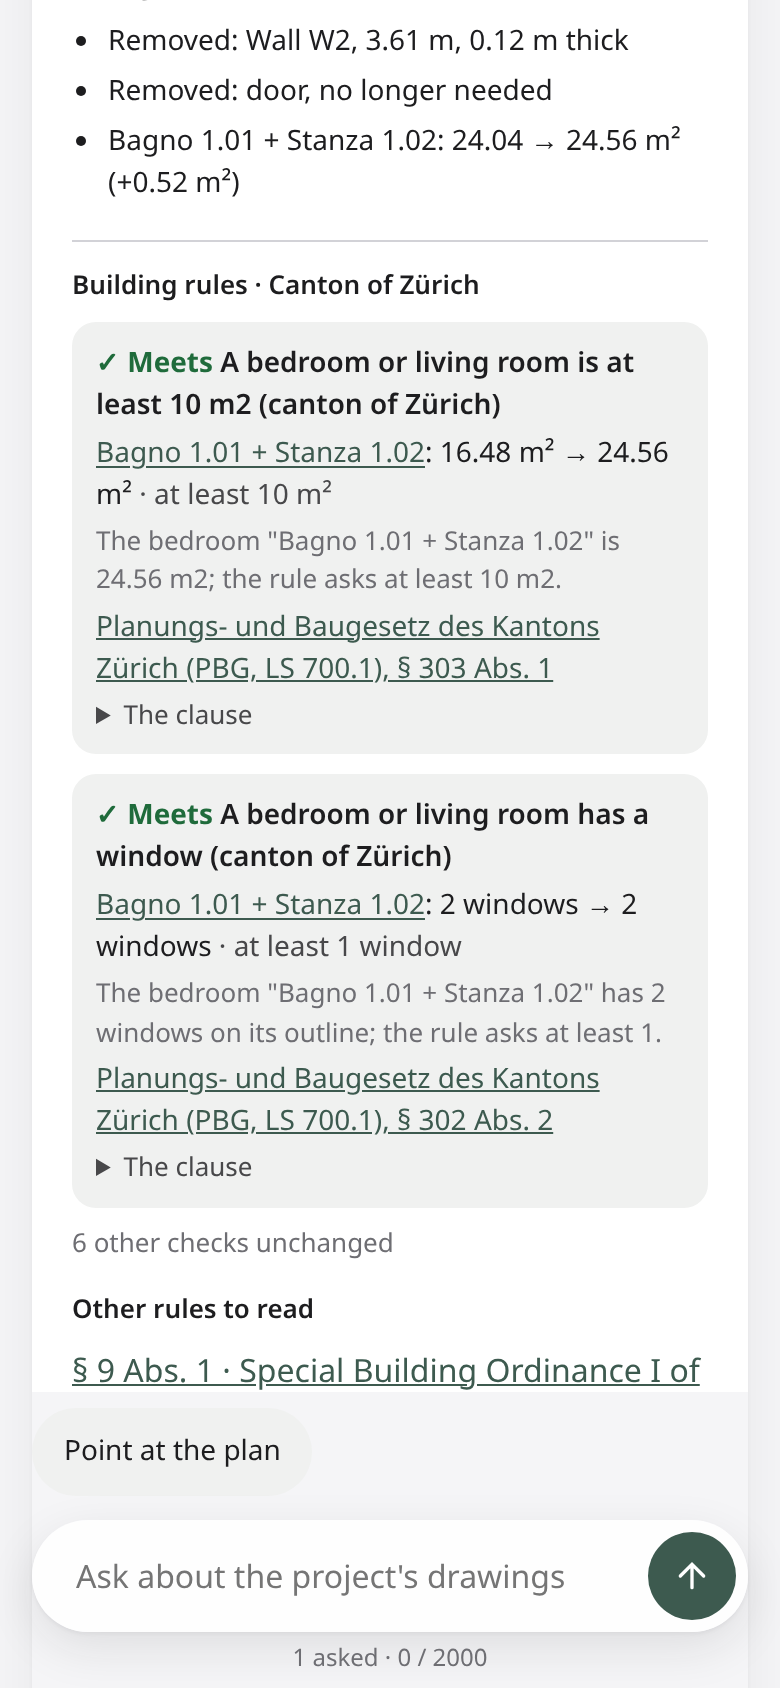 Removed: Wall W2, 3.61 m, 0.12 m thick
Removed: door, no longer needed
Bagno 1.01 + Stanza 1.02: 24.04 → 24.56 m²
(+0.52 m²)
Building rules · Canton of Zürich
✓ Meets A bedroom or living room is at
least 10 m2 (canton of Zürich)
Bagno 1.01 + Stanza 1.02: 16.48 m² → 24.56
m² · at least 10 m²
The bedroom "Bagno 1.01 + Stanza 1.02" is
24.56 m2; the rule asks at least 10 m2.
Planungs- und Baugesetz des Kantons
Zürich (PBG, LS 700.1), § 303 Abs. 1
▶ The clause
✓ Meets A bedroom or living room has a
window (canton of Zürich)
Bagno 1.01 + Stanza 1.02: 2 windows → 2
windows · at least 1 window
The bedroom "Bagno 1.01 + Stanza 1.02" has 2
windows on its outline; the rule asks at least 1.
Planungs- und Baugesetz des Kantons
Zürich (PBG, LS 700.1), § 302 Abs. 2
▶ The clause
6 other checks unchanged
Other rules to read
§ 9 Abs. 1 · Special Building Ordinance I of
Point at the plan
Ask about the project's drawings
1 asked · 0 / 2000